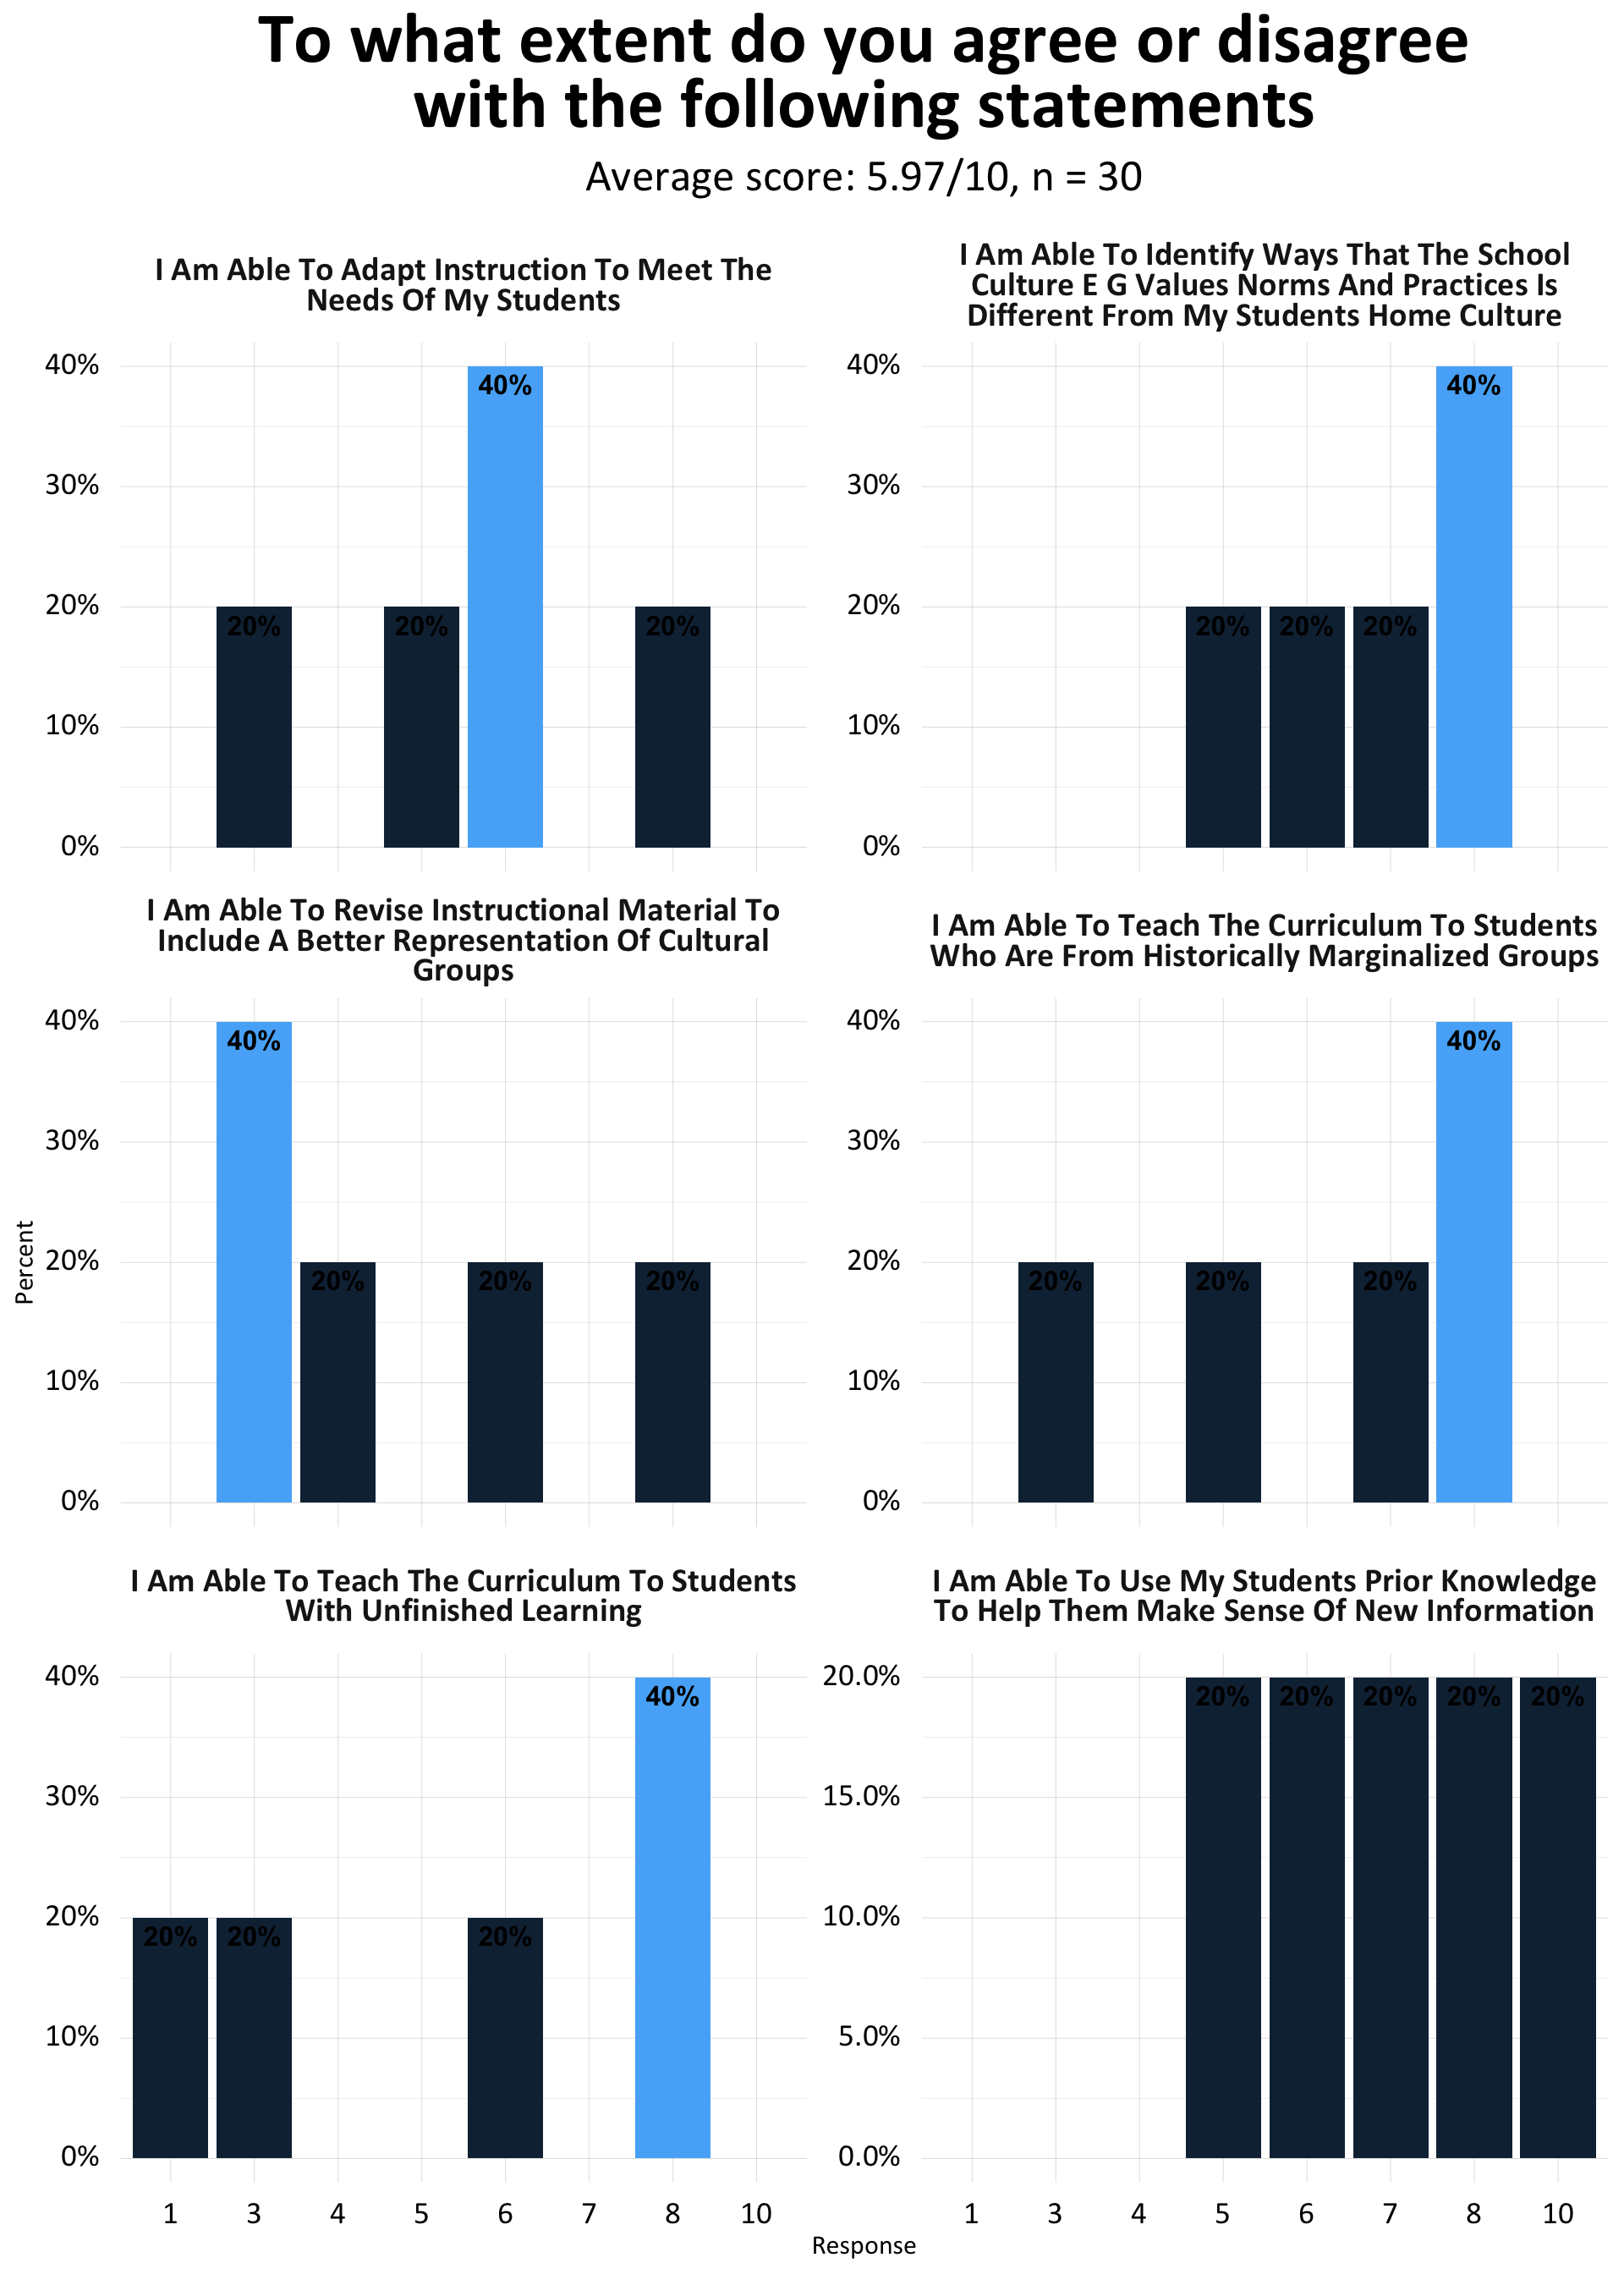 To what extent do you agree or disagree
with the following statements
Average score: 5.97/10, n = 30
I Am Able To Adapt Instruction To Meet The
Needs Of My Students
40%
30%
20%
10%
0%
20%
20%
40%
20%
I Am Able To Identify Ways That The School
Culture E G Values Norms And Practices Is
Different From My Students Home Culture
40%
30%
20%
10%
0%
20%
20%
20%
40%
I Am Able To Revise Instructional Material To
Include A Better Representation Of Cultural
Groups
40%
30%
20%
10%
0%
40%
20%
20%
20%
I Am Able To Teach The Curriculum To Students
Who Are From Historically Marginalized Groups
40%
30%
20%
10%
0%
20%
20%
20%
40%
Percent
I Am Able To Teach The Curriculum To Students
With Unfinished Learning
40%
30%
20%
10%
0%
20%
20%
20%
40%
1 3 4 5 6 7 8 10
I Am Able To Use My Students Prior Knowledge
To Help Them Make Sense Of New Information
20.0%
15.0%
10.0%
5.0%
0.0%
20%
20%
20%
20%
20%
1 3 4 5 6 7 8 10
Response